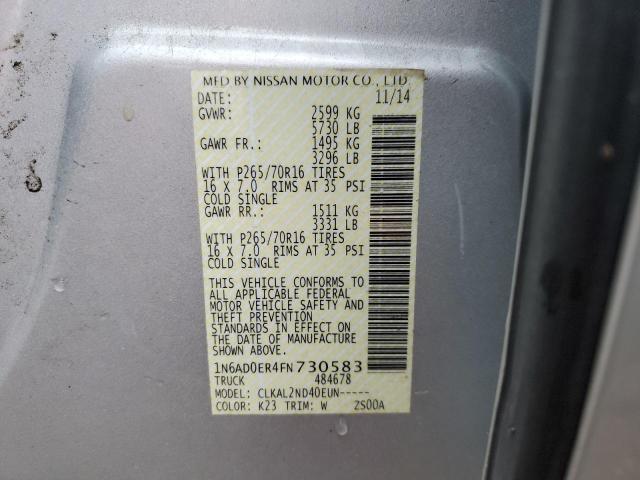 MFD BY NISSAN MOTOR CO., LTD.
DATE: 11/14
GVWR: 2599 KG
5730 LB
GAWR FR.: 1495 KG
3296 LB
WITH P265/70R16 TIRES
16 X 7.0 RIMS AT 35 PSI
COLD SINGLE
GAWR RR.: 1511 KG
3331 LB
WITH P265/70R16 TIRES
16 X 7.0 RIMS AT 35 PSI
COLD SINGLE
THIS VEHICLE CONFORMS TO
ALL APPLICABLE FEDERAL
MOTOR VEHICLE SAFETY AND
THEFT PREVENTION
STANDARDS IN EFFECT ON
THE DATE OF MANUFACTURE
SHOWN ABOVE.
1N6AD0ER4FN730583
TRUCK 484678
MODEL: CLKAL2ND40EUN-----
COLOR: K23 TRIM: W 2S00A